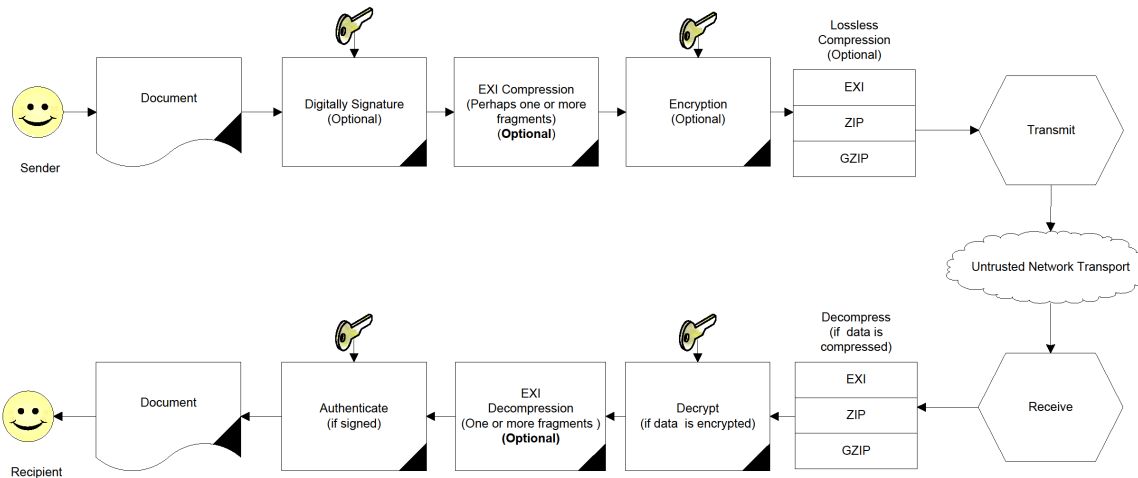 Lossless
Compression
(Optional)
Sender
Document
Digitally Signature
(Optional)
EXI Compression
(Perhaps one or more
fragments)
(Optional)
Encryption
(Optional)
EXI
ZIP
GZIP
Transmit
Untrusted Network Transport
Receive
Decompress
(if data is
compressed)
EXI
ZIP
GZIP
Decrypt
(if data is encrypted)
EXI
Decompression
(One or more fragments )
(Optional)
Authenticate
(if signed)
Document
Recipient